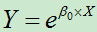 Y = e^{β₀×X}